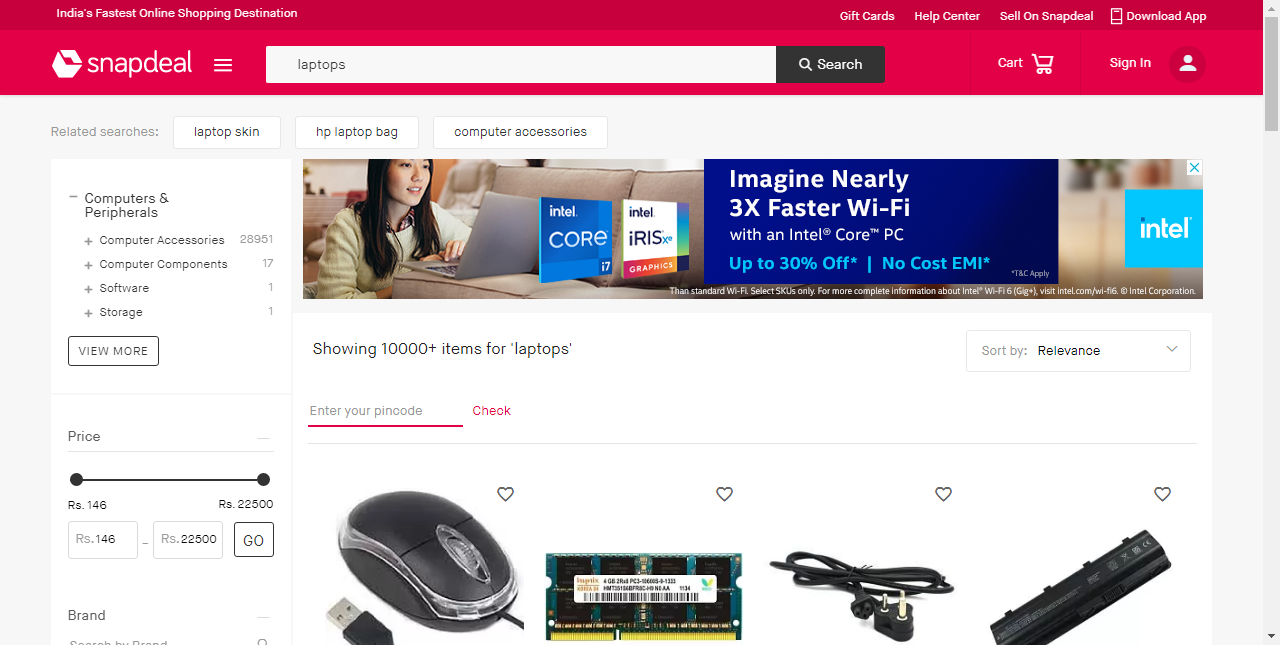 India's Fastest Online Shopping Destination
Gift Cards Help Center Sell On Snapdeal Download App
snapdeal
laptops
Search
Cart
Sign In
Related searches: laptop skin hp laptop bag computer accessories
Computers &
Peripherals
Computer Accessories 28951
Computer Components 17
Software 1
Storage 1
VIEW MORE
Price
Rs. 146 Rs. 22500
Rs. 146 - Rs. 22500 GO
Brand
Search by Brand
intel.
CORE
i7
intel.
iRIS Xe
GRAPHICS
Imagine Nearly
3X Faster Wi-Fi
with an Intel® Core™ PC
Up to 30% Off* | No Cost EMI*
*T&C Apply
intel
Than standard Wi-Fi. Select SKUs only. For more complete information about Intel® Wi-Fi 6 (Gig+), visit intel.com/wi-fi6. © Intel Corporation.
Showing 10000+ items for 'laptops'
Sort by: Relevance
Enter your pincode Check
4 GB 2Rx8 PC3-10600S-9-1333